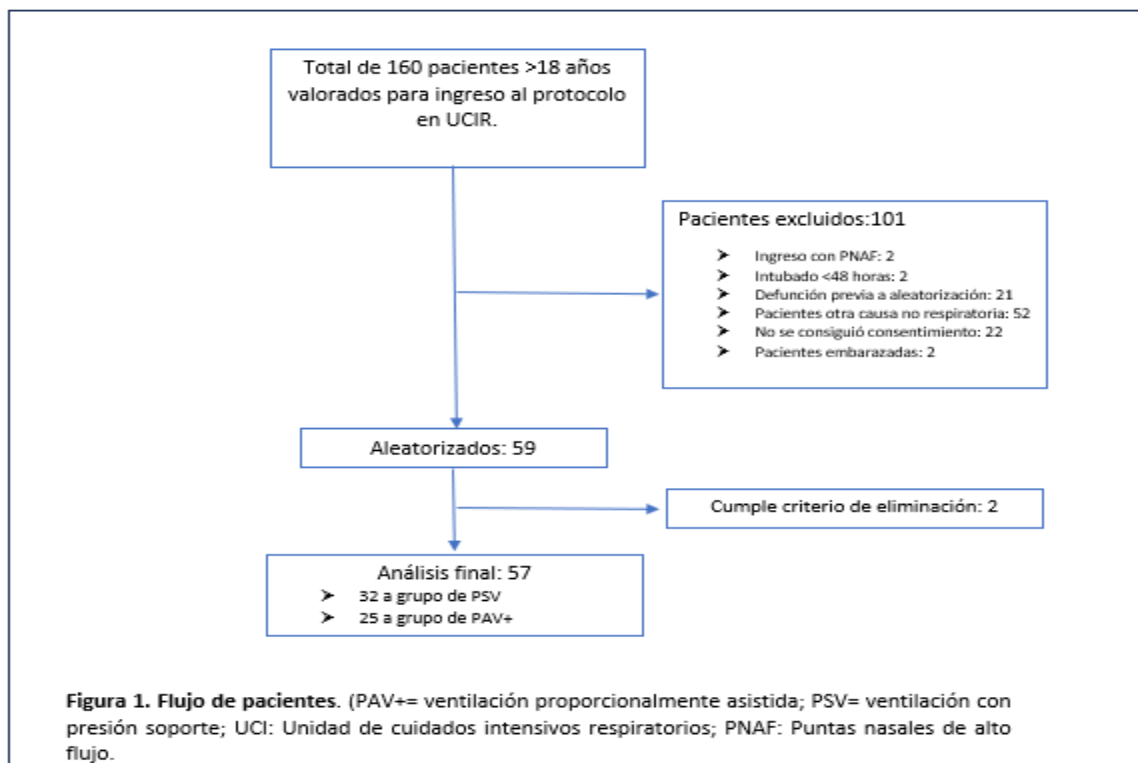 Total de 160 pacientes >18 años
valorados para ingreso al protocolo
en UCIR.
Pacientes excluidos:101
➤ Ingreso con PNAF: 2
➤ Intubado <48 horas: 2
➤ Defunción previa a aleatorización: 21
➤ Pacientes otra causa no respiratoria: 52
➤ No se consiguió consentimiento: 22
➤ Pacientes embarazadas: 2
Aleatorizados: 59
Cumple criterio de eliminación: 2
Análisis final: 57
➤ 32 a grupo de PSV
➤ 25 a grupo de PAV+
Figura 1. Flujo de pacientes. (PAV+= ventilación proporcionalmente asistida; PSV= ventilación con
presión soporte; UCI: Unidad de cuidados intensivos respiratorios; PNAF: Puntas nasales de alto
flujo.